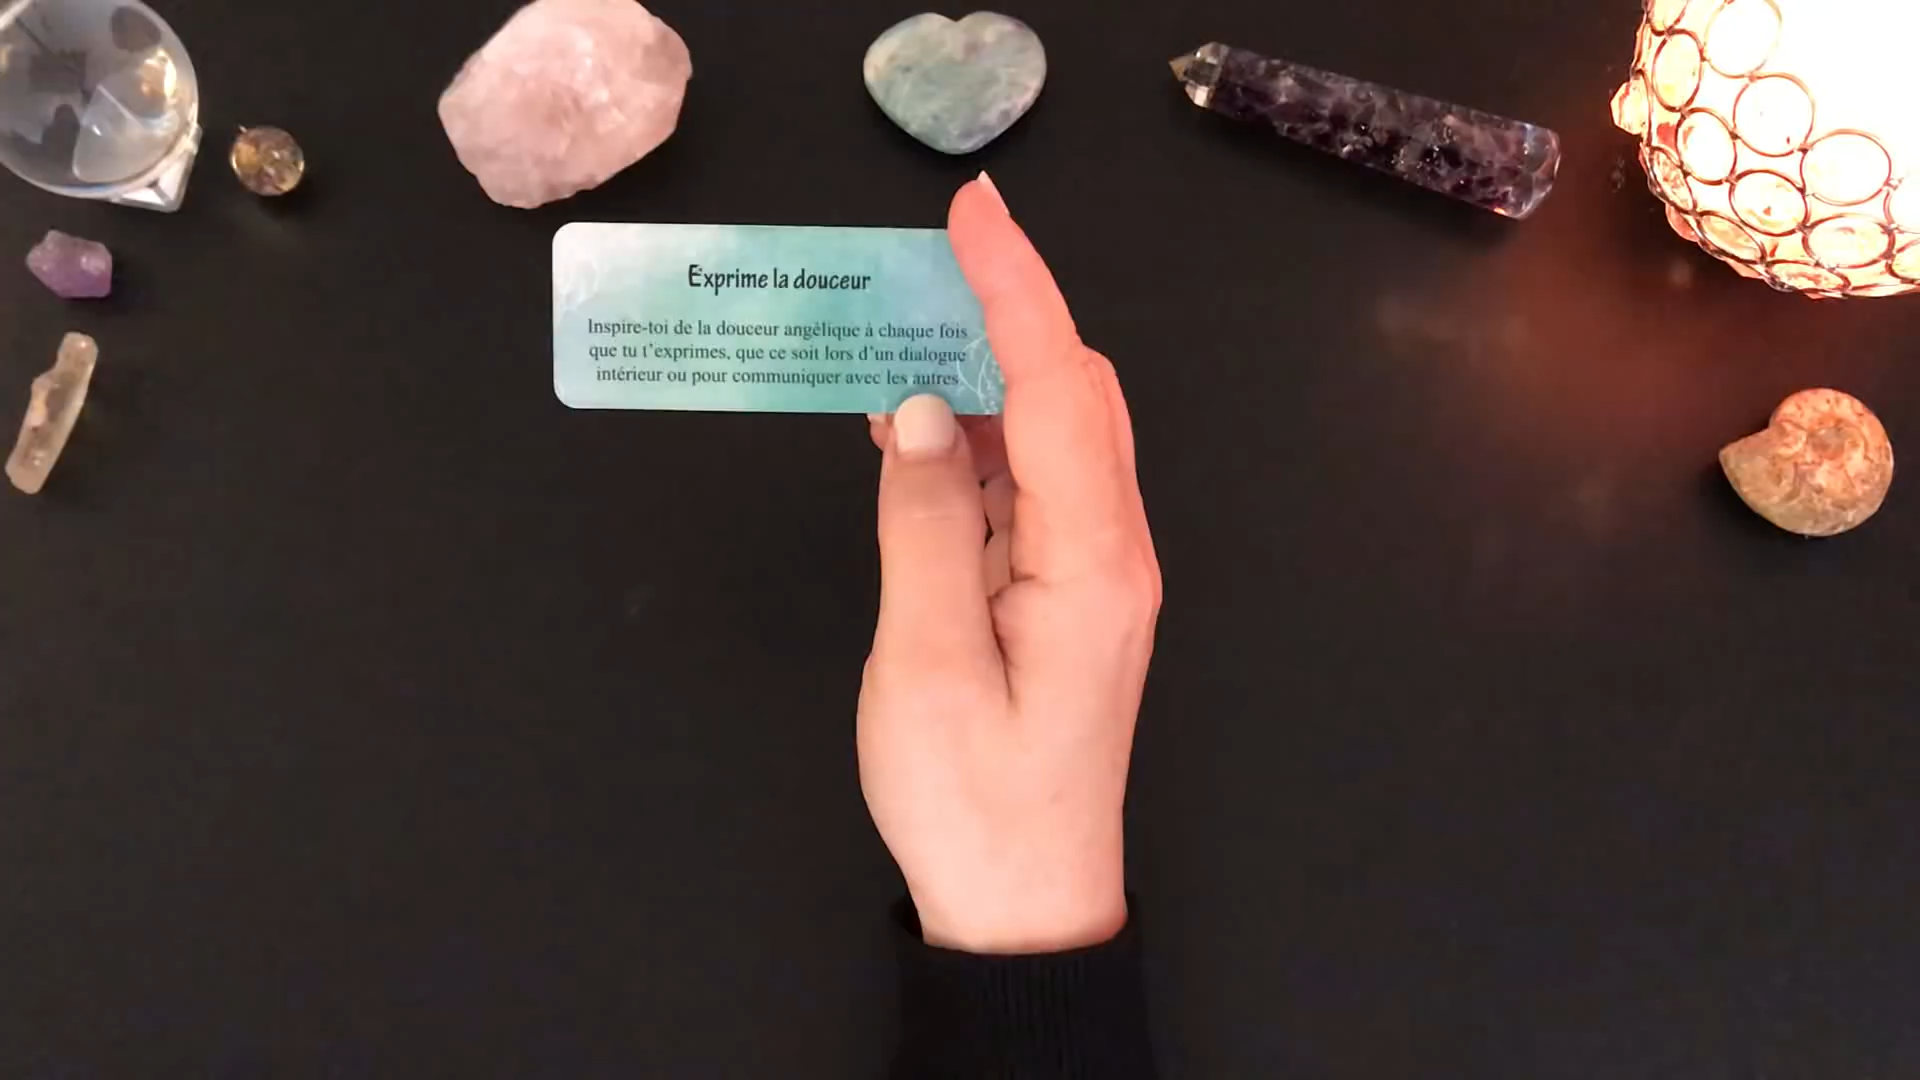 Exprime la douceur
Inspire-toi de la douceur angélique à chaque fois
que tu t'exprimes, que ce soit lors d'un dialogue
intérieur ou pour communiquer avec les autres.